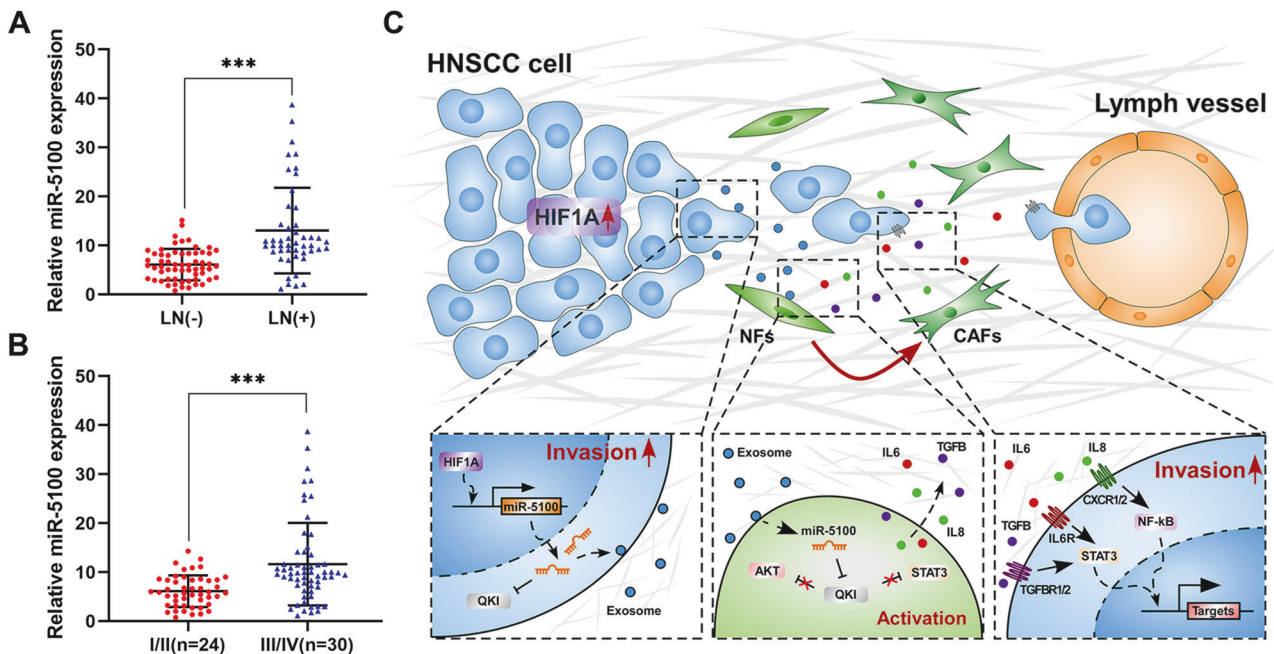 A
Relative miR-5100 expression
50
40
30
20
10
0
***
LN(-)
LN(+)
B
Relative miR-5100 expression
50
40
30
20
10
0
***
I/II(n=24)
III/IV(n=30)
C
HNSCC cell
Lymph vessel
HIF1A
NFs
CAFs
Invasion
HIF1A
miR-5100
QKI
Exosome
Exosome
IL6
TGFB
IL8
miR-5100
AKT
QKI
STAT3
Activation
IL6
IL8
Invasion
CXCR1/2
NF-kB
TGFB
IL6R
STAT3
TGFBR1/2
Targets